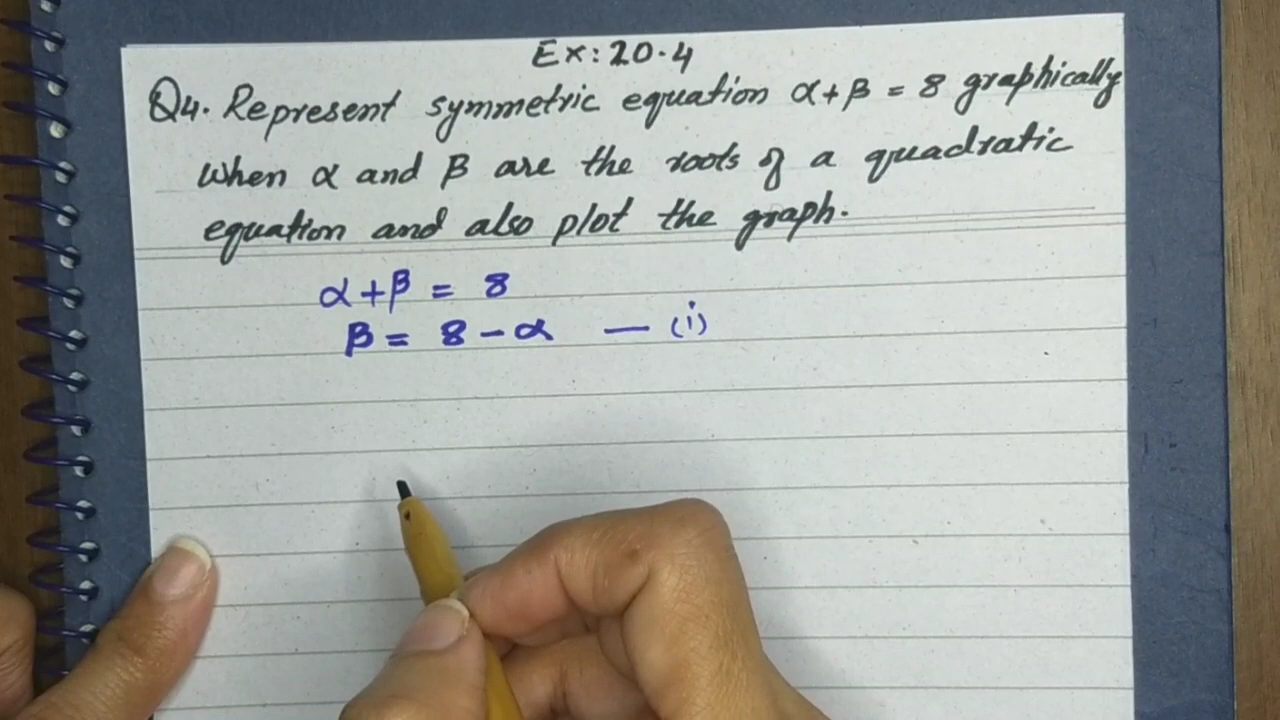 Ex: 20.4
Q4. Represent symmetric equation α+β = 8 graphically
When α and β are the roots of a quadratic
equation and also plot the graph.
α+β = 8
β = 8-α — (i)